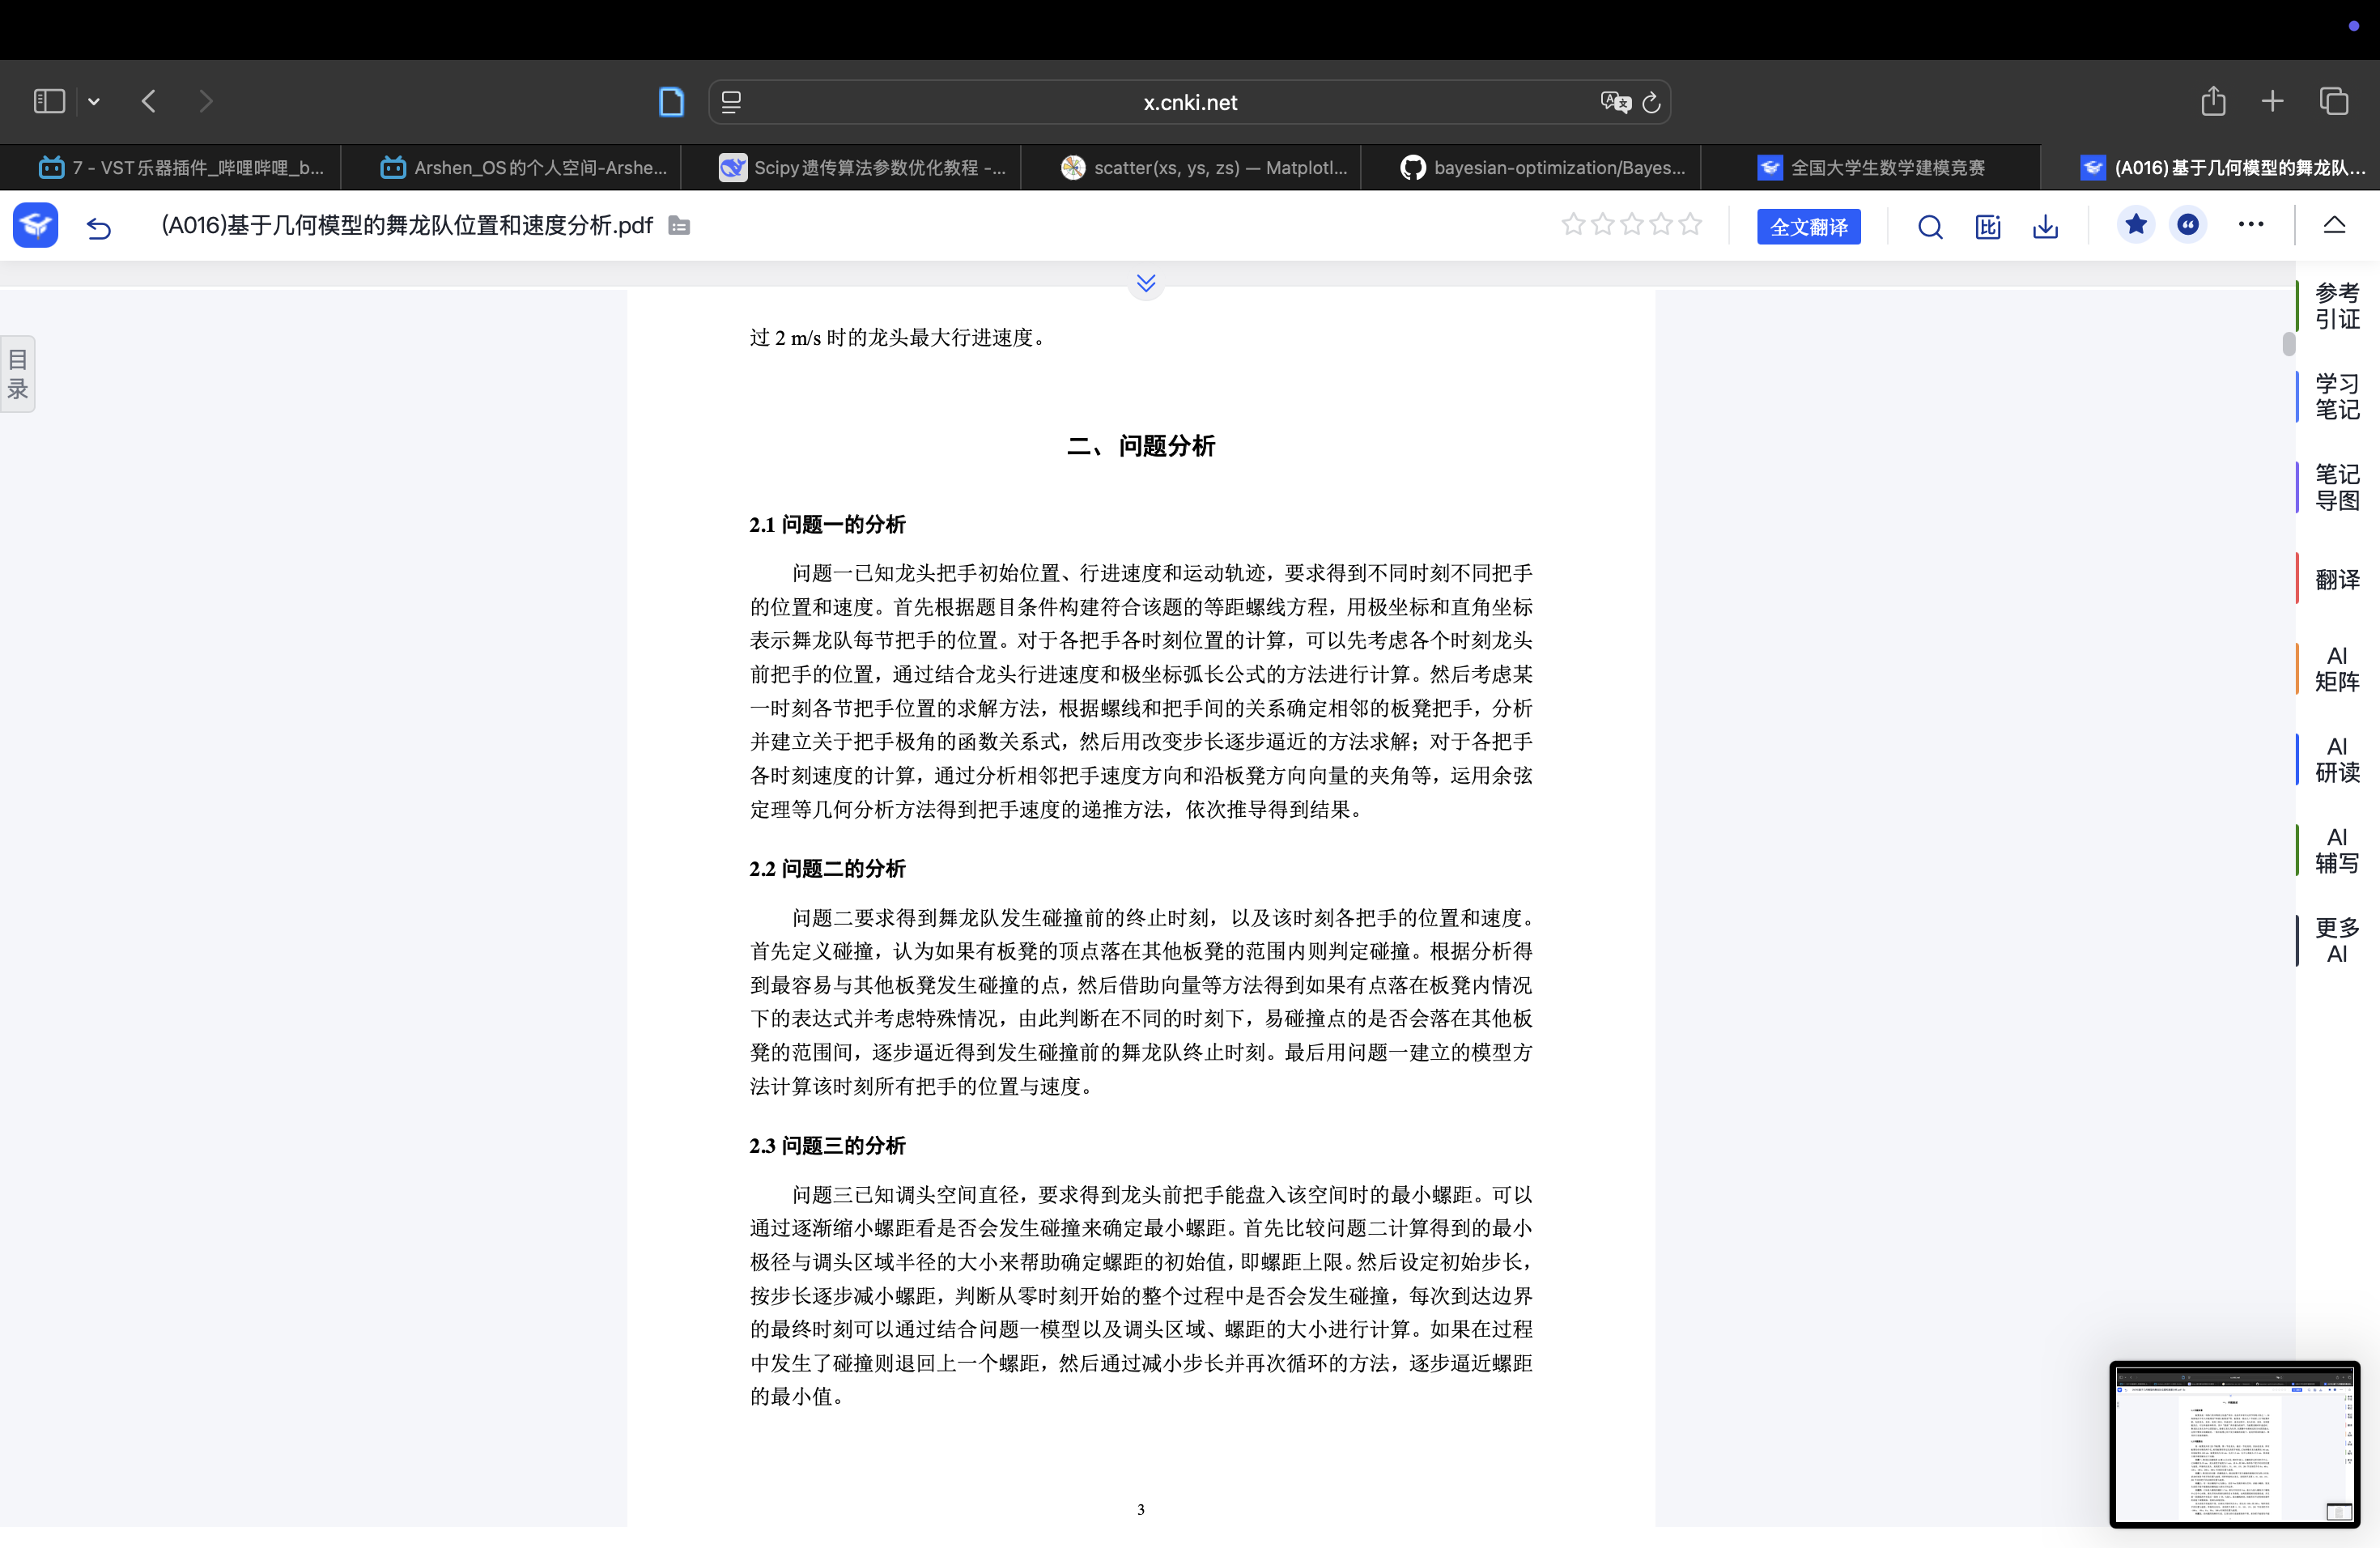 x.cnki.net
7 - VST乐器插件_哔哩哔哩_b...
Arshen_OS的个人空间-Arshe...
Scipy遗传算法参数优化教程 -...
scatter(xs, ys, zs) — Matplotl...
bayesian-optimization/Bayes...
全国大学生数学建模竞赛
(A016)基于几何模型的舞龙队...
(A016)基于几何模型的舞龙队位置和速度分析.pdf
全文翻译
目录
过 2 m/s 时的龙头最大行进速度。
二、问题分析
2.1 问题一的分析
问题一已知龙头把手初始位置、行进速度和运动轨迹，要求得到不同时刻不同把手
的位置和速度。首先根据题目条件构建符合该题的等距螺线方程，用极坐标和直角坐标
表示舞龙队每节把手的位置。对于各把手各时刻位置的计算，可以先考虑各个时刻龙头
前把手的位置，通过结合龙头行进速度和极坐标弧长公式的方法进行计算。然后考虑某
一时刻各节把手位置的求解方法，根据螺线和把手间的关系确定相邻的板凳把手，分析
并建立关于把手极角的函数关系式，然后用改变步长逐步逼近的方法求解；对于各把手
各时刻速度的计算，通过分析相邻把手速度方向和沿板凳方向向量的夹角等，运用余弦
定理等几何分析方法得到把手速度的递推方法，依次推导得到结果。
2.2 问题二的分析
问题二要求得到舞龙队发生碰撞前的终止时刻，以及该时刻各把手的位置和速度。
首先定义碰撞，认为如果有板凳的顶点落在其他板凳的范围内则判定碰撞。根据分析得
到最容易与其他板凳发生碰撞的点，然后借助向量等方法得到如果有点落在板凳内情况
下的表达式并考虑特殊情况，由此判断在不同的时刻下，易碰撞点的是否会落在其他板
凳的范围间，逐步逼近得到发生碰撞前的舞龙队终止时刻。最后用问题一建立的模型方
法计算该时刻所有把手的位置与速度。
2.3 问题三的分析
问题三已知调头空间直径，要求得到龙头前把手能盘入该空间时的最小螺距。可以
通过逐渐缩小螺距看是否会发生碰撞来确定最小螺距。首先比较问题二计算得到的最小
极径与调头区域半径的大小来帮助确定螺距的初始值，即螺距上限。然后设定初始步长，
按步长逐步减小螺距，判断从零时刻开始的整个过程中是否会发生碰撞，每次到达边界
的最终时刻可以通过结合问题一模型以及调头区域、螺距的大小进行计算。如果在过程
中发生了碰撞则退回上一个螺距，然后通过减小步长并再次循环的方法，逐步逼近螺距
的最小值。
3
参考
引证
学习
笔记
笔记
导图
翻译
AI
矩阵
AI
研读
AI
辅写
更多
AI